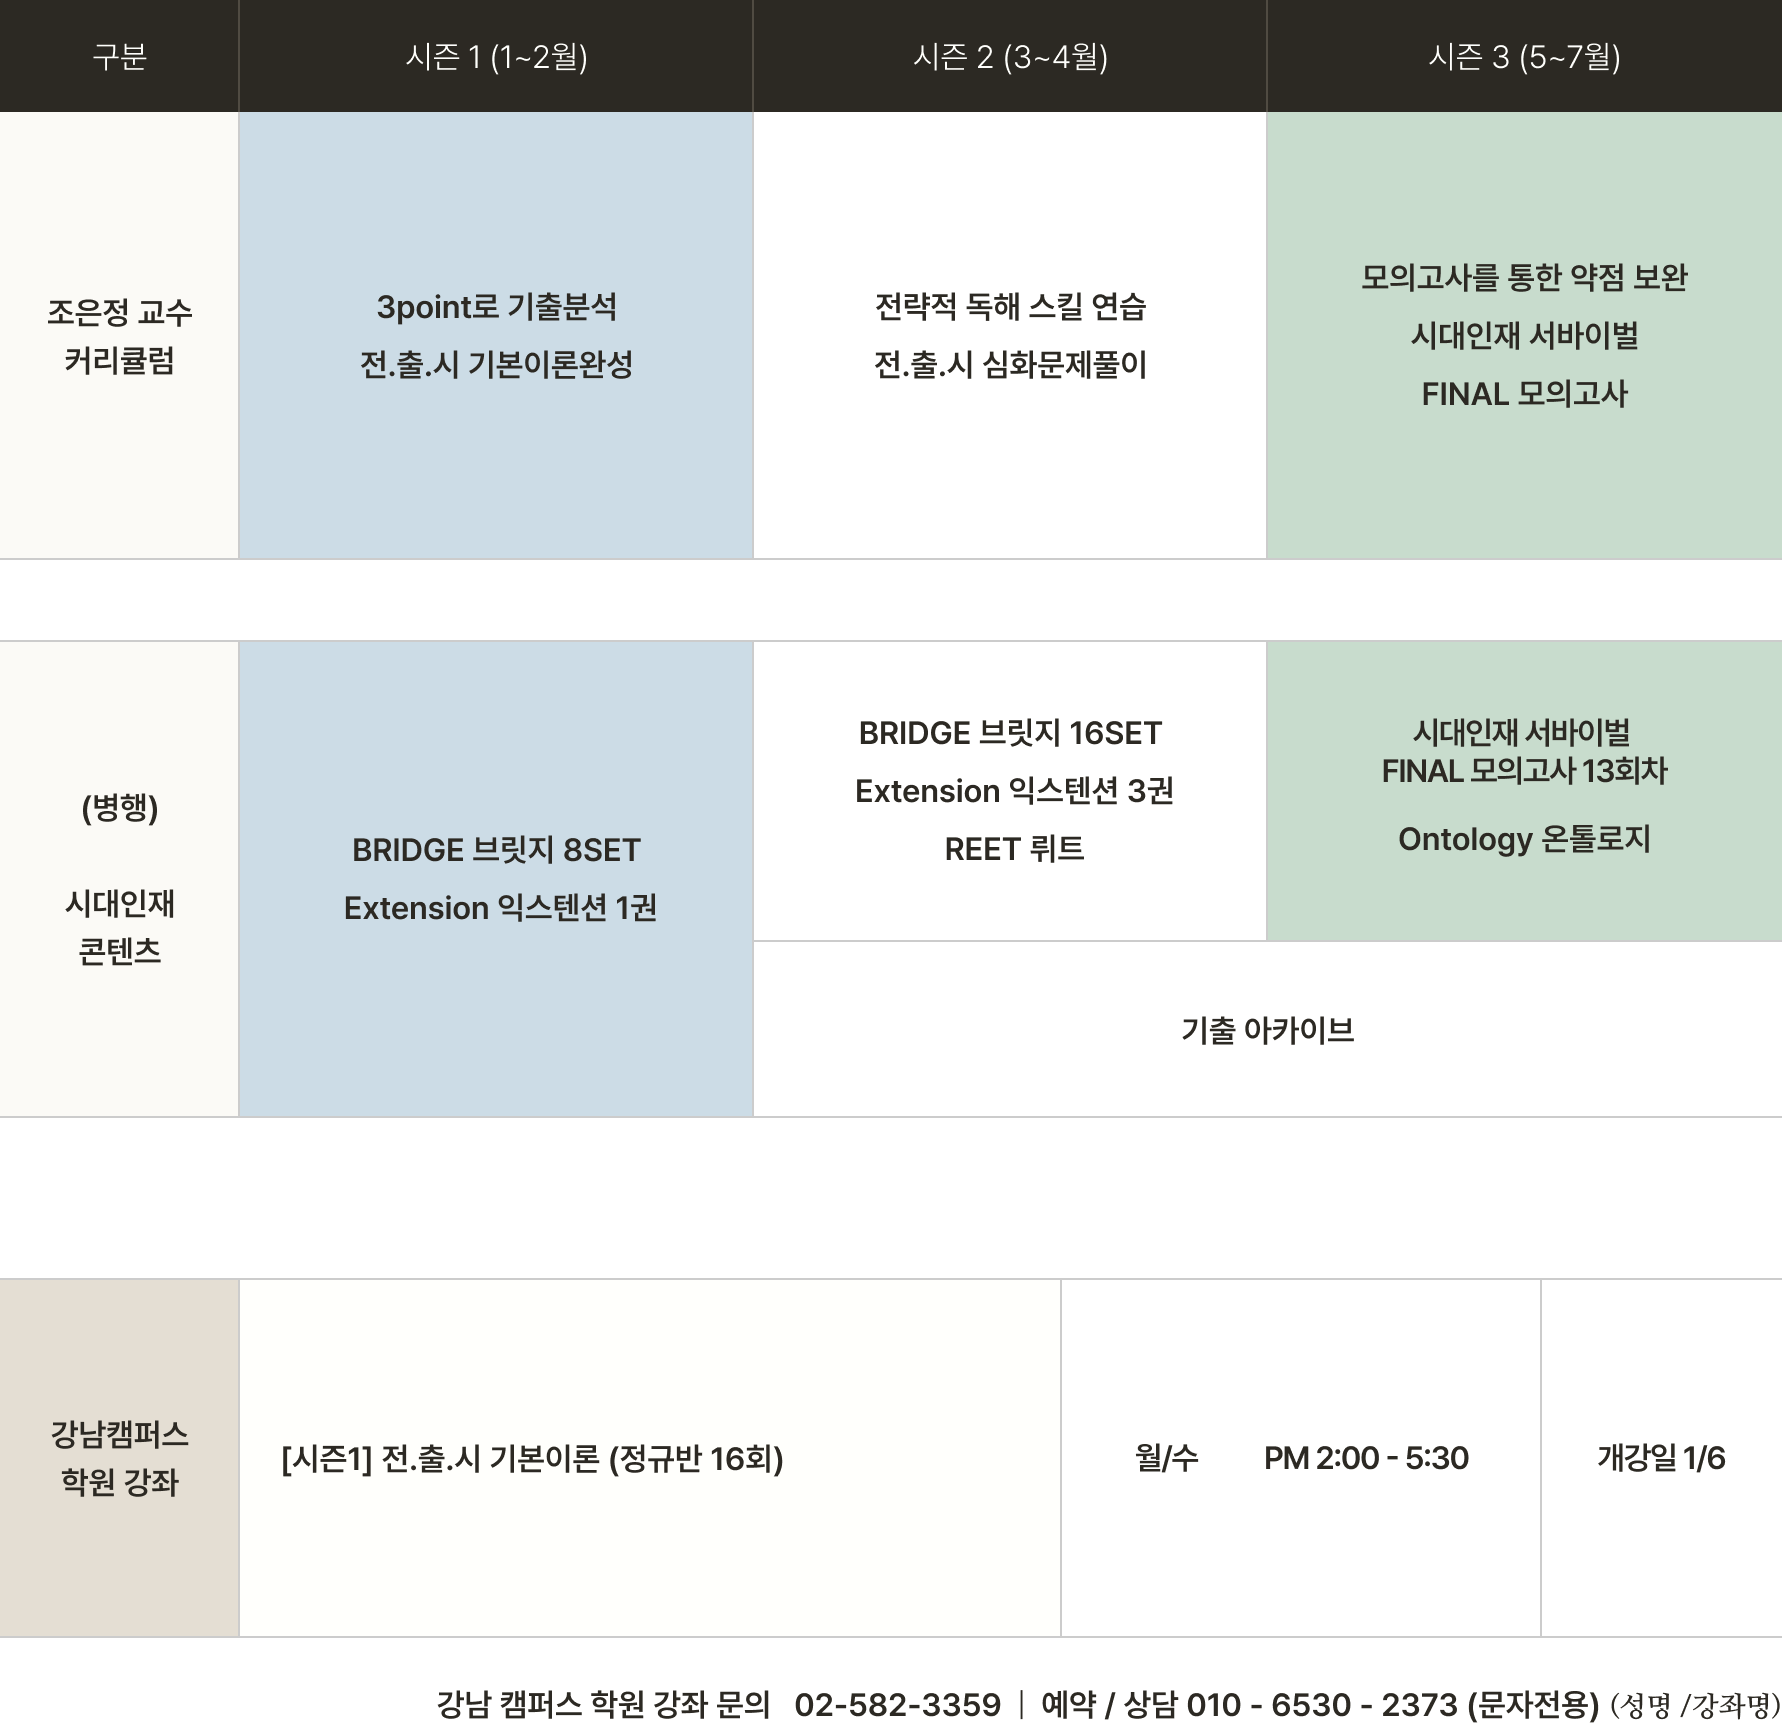 구분
시즌 1 (1~2월)
시즌 2 (3~4월)
시즌 3 (5~7월)
조은정 교수
커리큘럼
3point로 기출분석
전.출.시 기본이론완성
전략적 독해 스킬 연습
전.출.시 심화문제풀이
모의고사를 통한 약점 보완
시대인재 서바이벌
FINAL 모의고사
(병행)
시대인재
콘텐츠
BRIDGE 브릿지 8SET
Extension 익스텐션 1권
BRIDGE 브릿지 16SET
Extension 익스텐션 3권
REET 뤼트
시대인재 서바이벌
FINAL 모의고사 13회차
Ontology 온톨로지
기출 아카이브
강남캠퍼스
학원 강좌
[시즌1] 전.출.시 기본이론 (정규반 16회)
월/수 PM 2:00 - 5:30
개강일 1/6
강남 캠퍼스 학원 강좌 문의 02-582-3359 | 예약 / 상담 010 - 6530 - 2373 (문자전용) (성명 /강좌명)